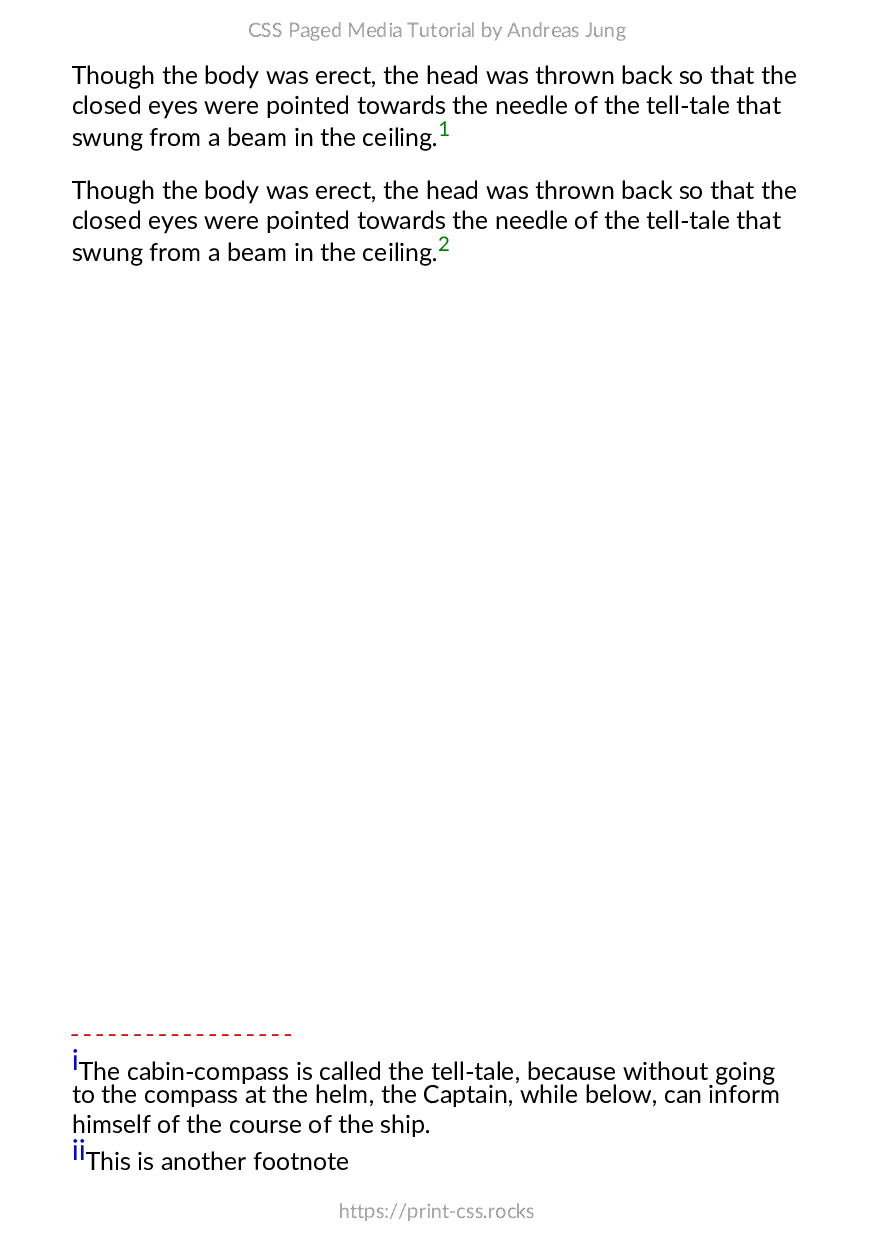 CSS Paged Media Tutorial by Andreas Jung
Though the body was erect, the head was thrown back so that the
closed eyes were pointed towards the needle of the tell-tale that
swung from a beam in the ceiling.1
Though the body was erect, the head was thrown back so that the
closed eyes were pointed towards the needle of the tell-tale that
swung from a beam in the ceiling.2
iThe cabin-compass is called the tell-tale, because without going
to the compass at the helm, the Captain, while below, can inform
himself of the course of the ship.
iiThis is another footnote
https://print-css.rocks